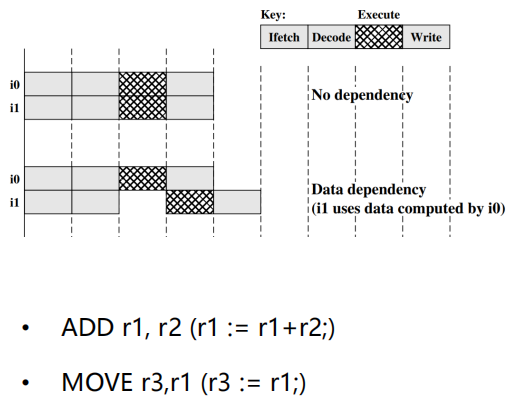 Key: Execute
Ifetch Decode Write
i0
i1
No dependency
i0
i1
Data dependency
(i1 uses data computed by i0)
• ADD r1, r2 (r1 := r1+r2;)
• MOVE r3,r1 (r3 := r1;)